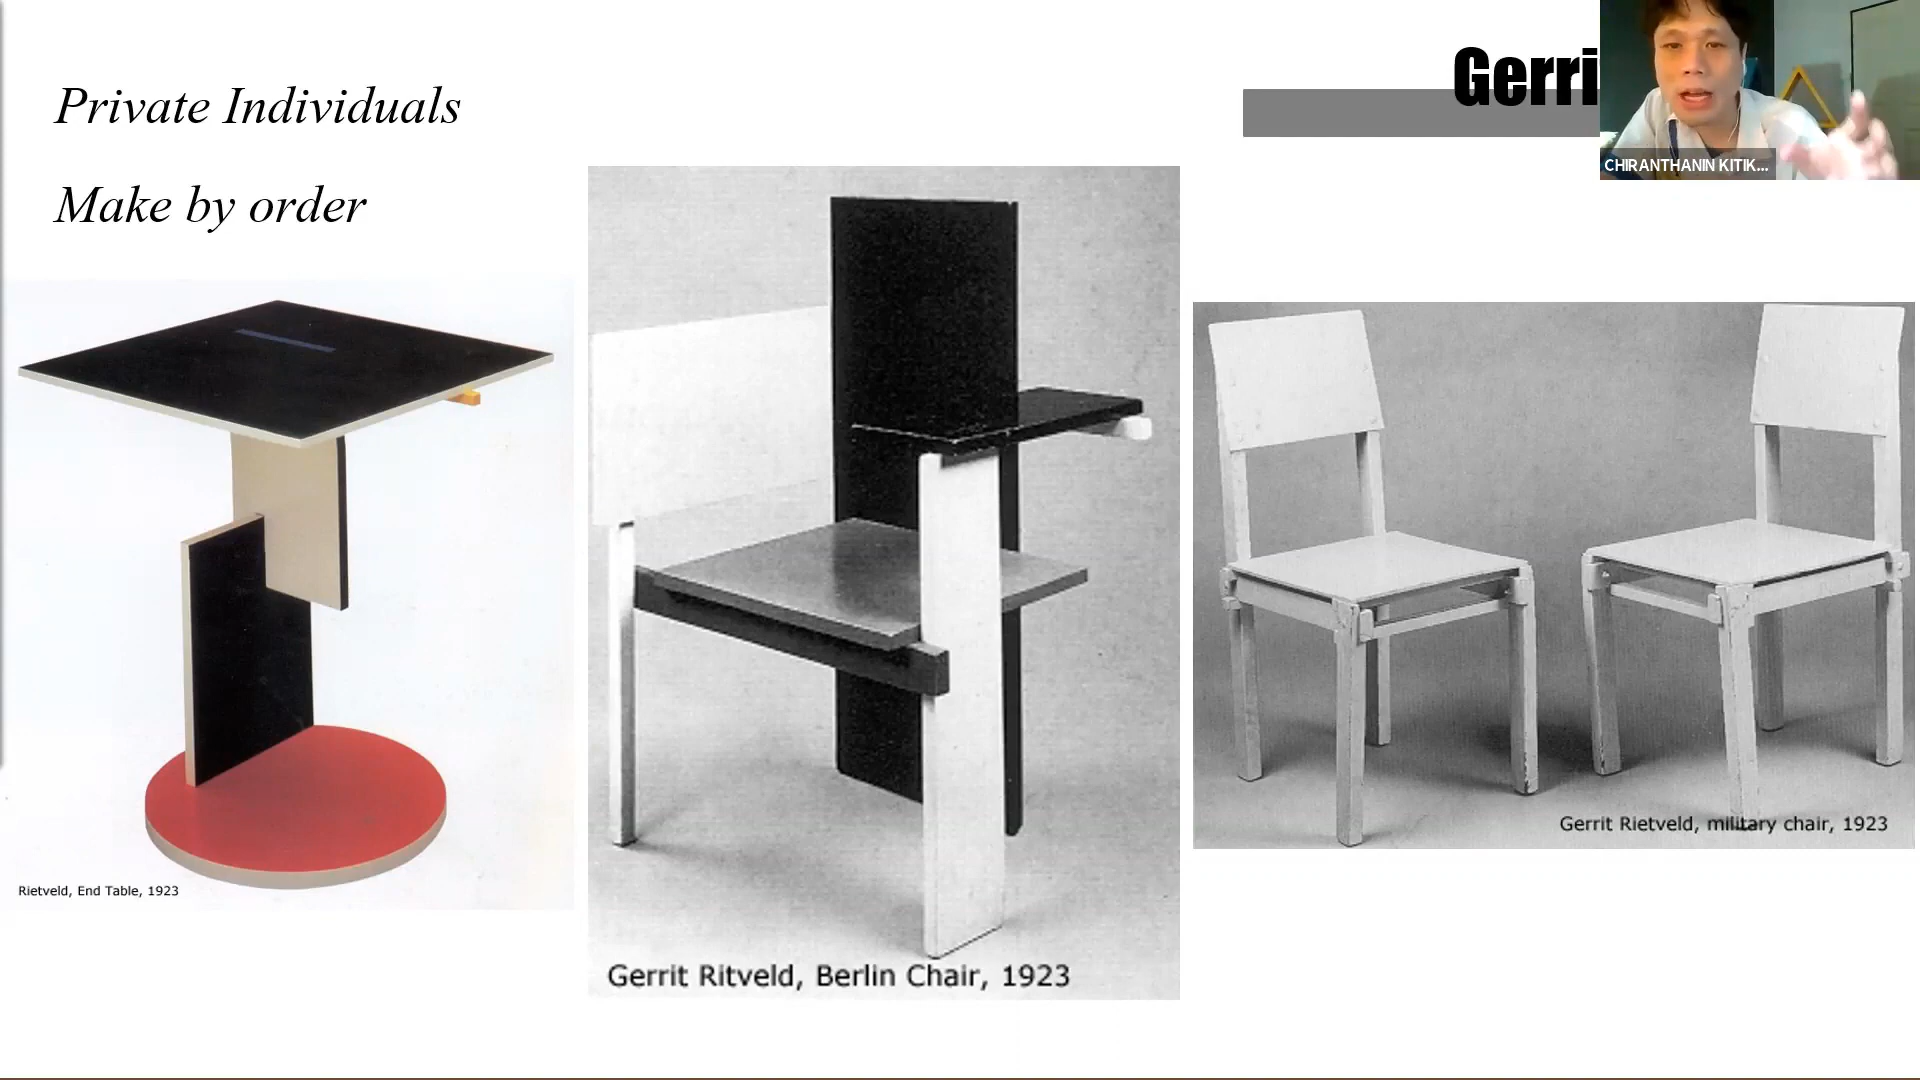 Private Individuals
Make by order
Gerri
CHIRANTHANIN KITIK...
Rietveld, End Table, 1923
Gerrit Ritveld, Berlin Chair, 1923
Gerrit Rietveld, military chair, 1923